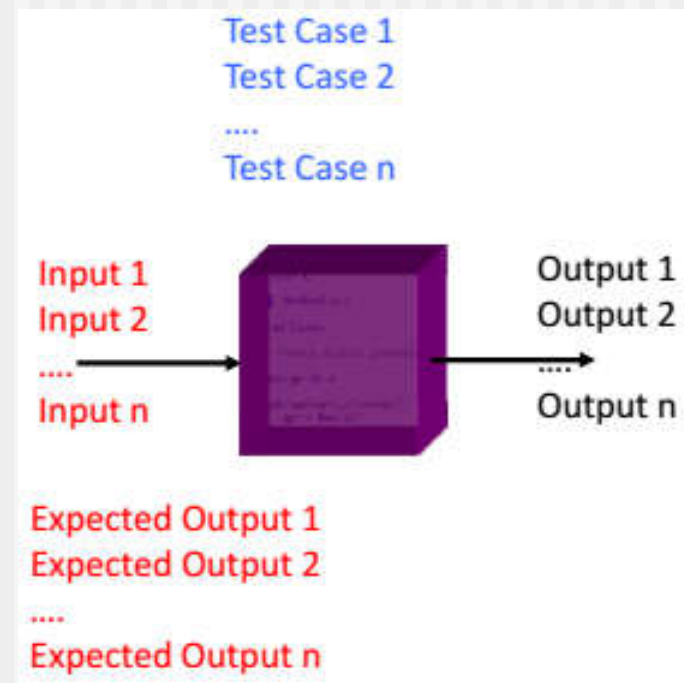 Test Case 1
Test Case 2
....
Test Case n
Input 1
Input 2
....
Input n
Output 1
Output 2
....
Output n
Expected Output 1
Expected Output 2
....
Expected Output n